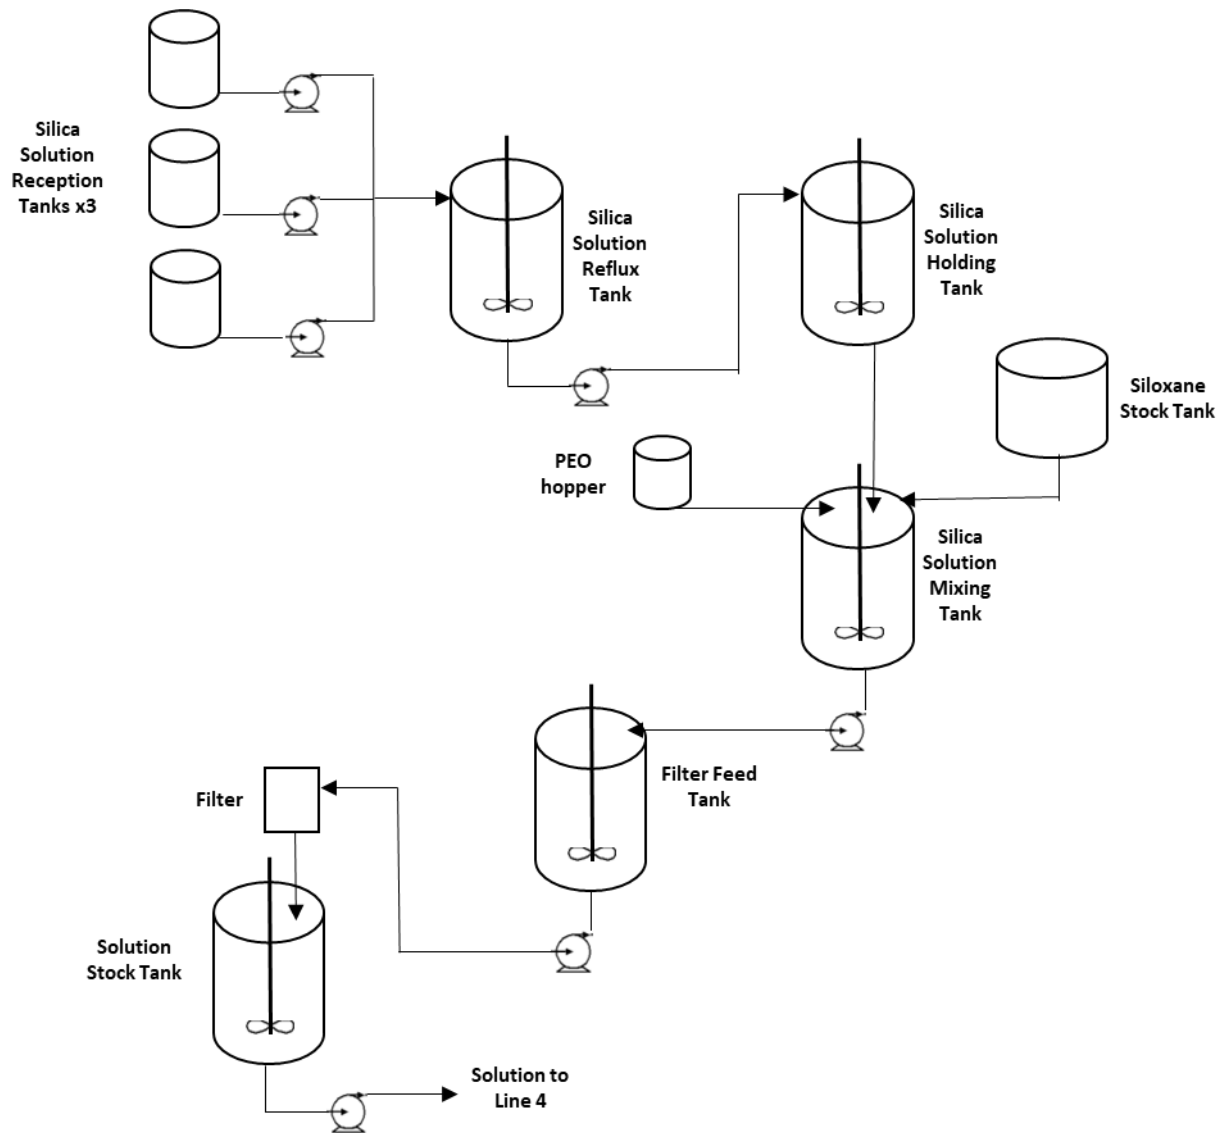 Silica
Solution
Reception
Tanks x3
Silica
Solution
Reflux
Tank
Silica
Solution
Holding
Tank
Siloxane
Stock Tank
PEO
hopper
Silica
Solution
Mixing
Tank
Filter Feed
Tank
Filter
Solution
Stock Tank
Solution to
Line 4